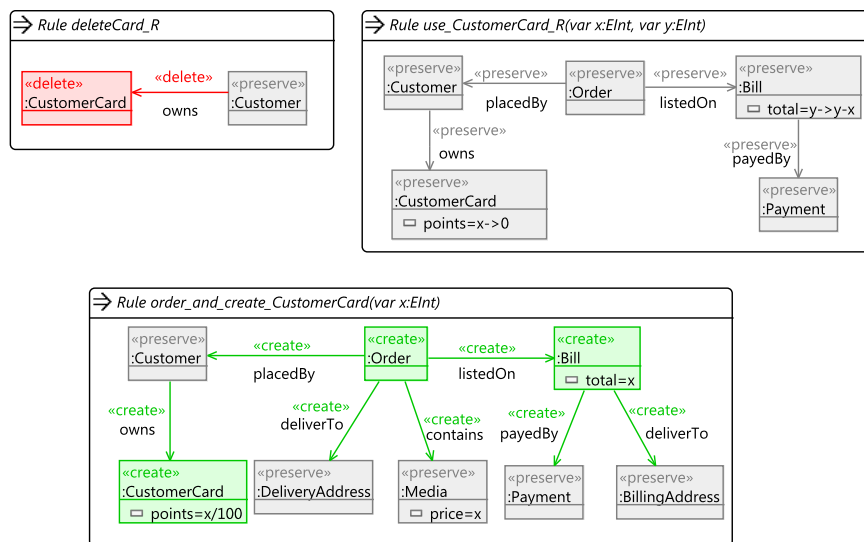 Rule deleteCard_R
«delete»
:CustomerCard
«delete»
owns
«preserve»
:Customer
Rule use_CustomerCard_R(var x:EInt, var y:EInt)
«preserve»
:Customer
«preserve»
placedBy
«preserve»
:Order
«preserve»
listedOn
«preserve»
:Bill
total=y->y-x
«preserve»
owns
«preserve»
payedBy
«preserve»
:CustomerCard
points=x->0
«preserve»
:Payment
Rule order_and_create_CustomerCard(var x:EInt)
«preserve»
:Customer
«create»
placedBy
«create»
:Order
«create»
listedOn
«create»
:Bill
total=x
«create»
owns
«create»
deliverTo
«create»
contains
«create»
payedBy
«create»
deliverTo
«create»
:CustomerCard
points=x/100
«preserve»
:DeliveryAddress
«preserve»
:Media
price=x
«preserve»
:Payment
«preserve»
:BillingAddress